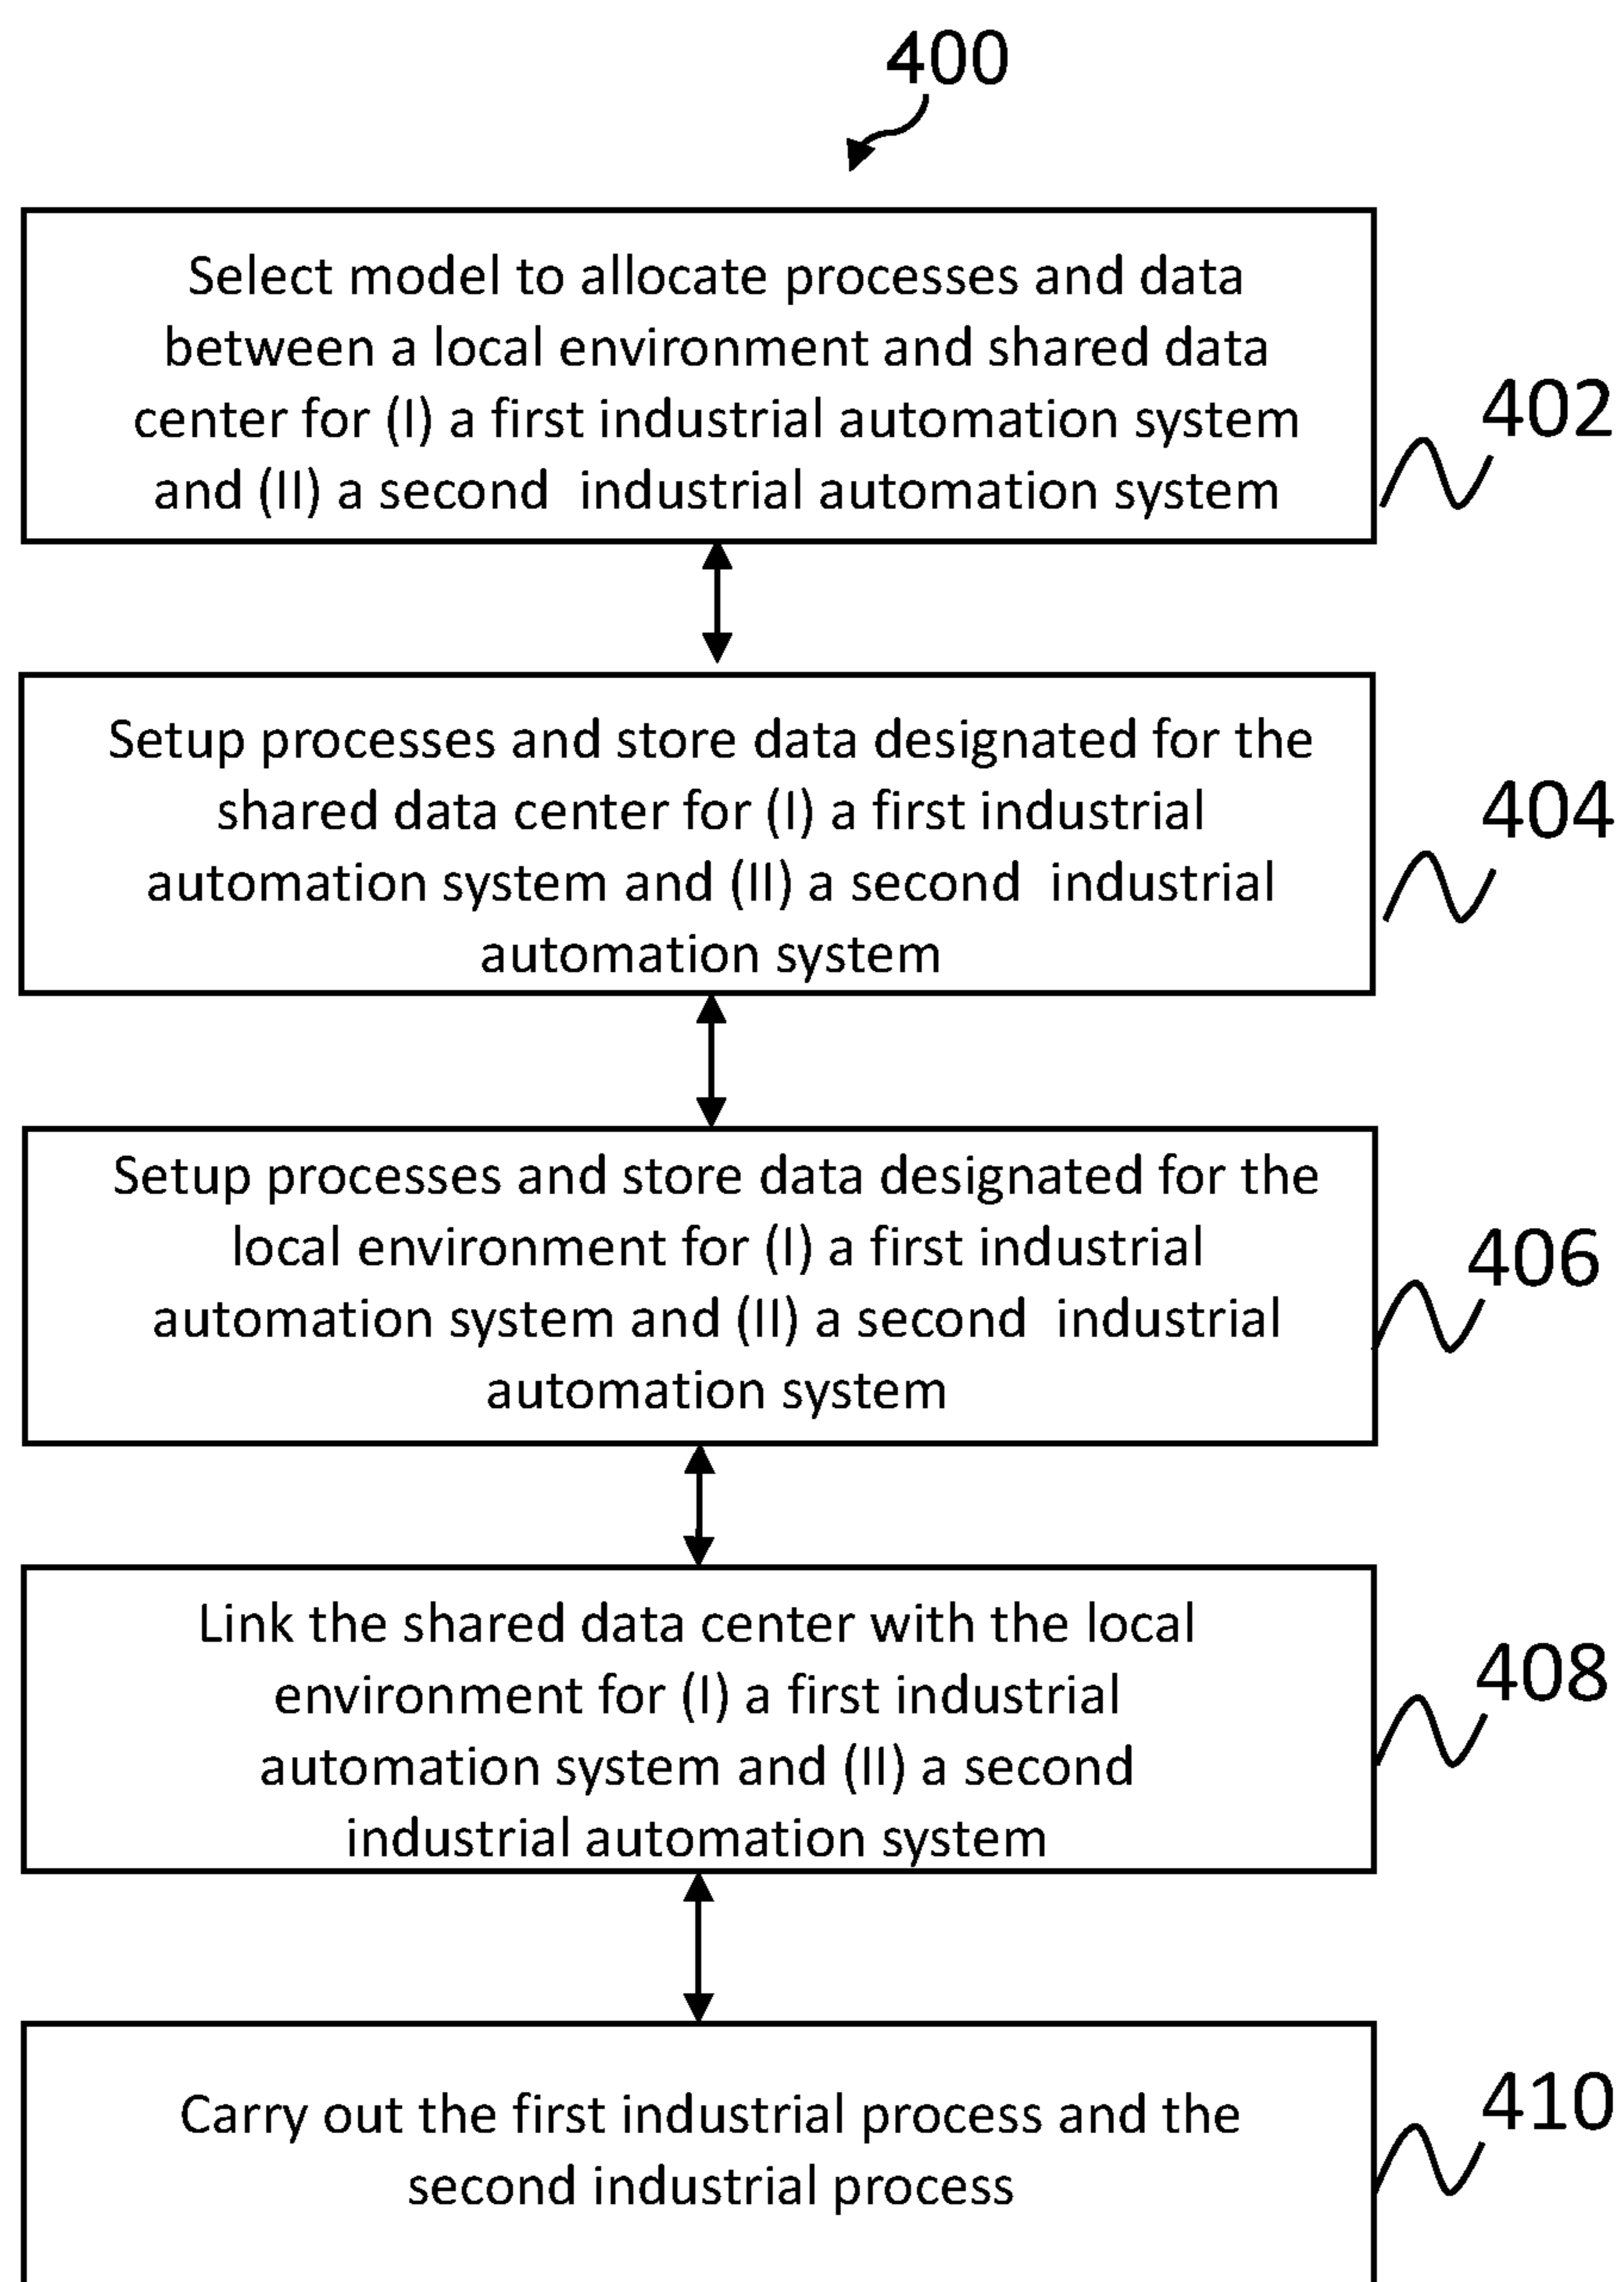 400
Select model to allocate processes and data
between a local environment and shared data
center for (I) a first industrial automation system
and (II) a second  industrial automation system
402
Setup processes and store data designated for the
shared data center for (I) a first industrial
automation system and (II) a second  industrial
automation system
404
Setup processes and store data designated for the
local environment for (I) a first industrial
automation system and (II) a second  industrial
automation system
406
Link the shared data center with the local
environment for (I) a first industrial
automation system and (II) a second
industrial automation system
408
Carry out the first industrial process and the
second industrial process
410